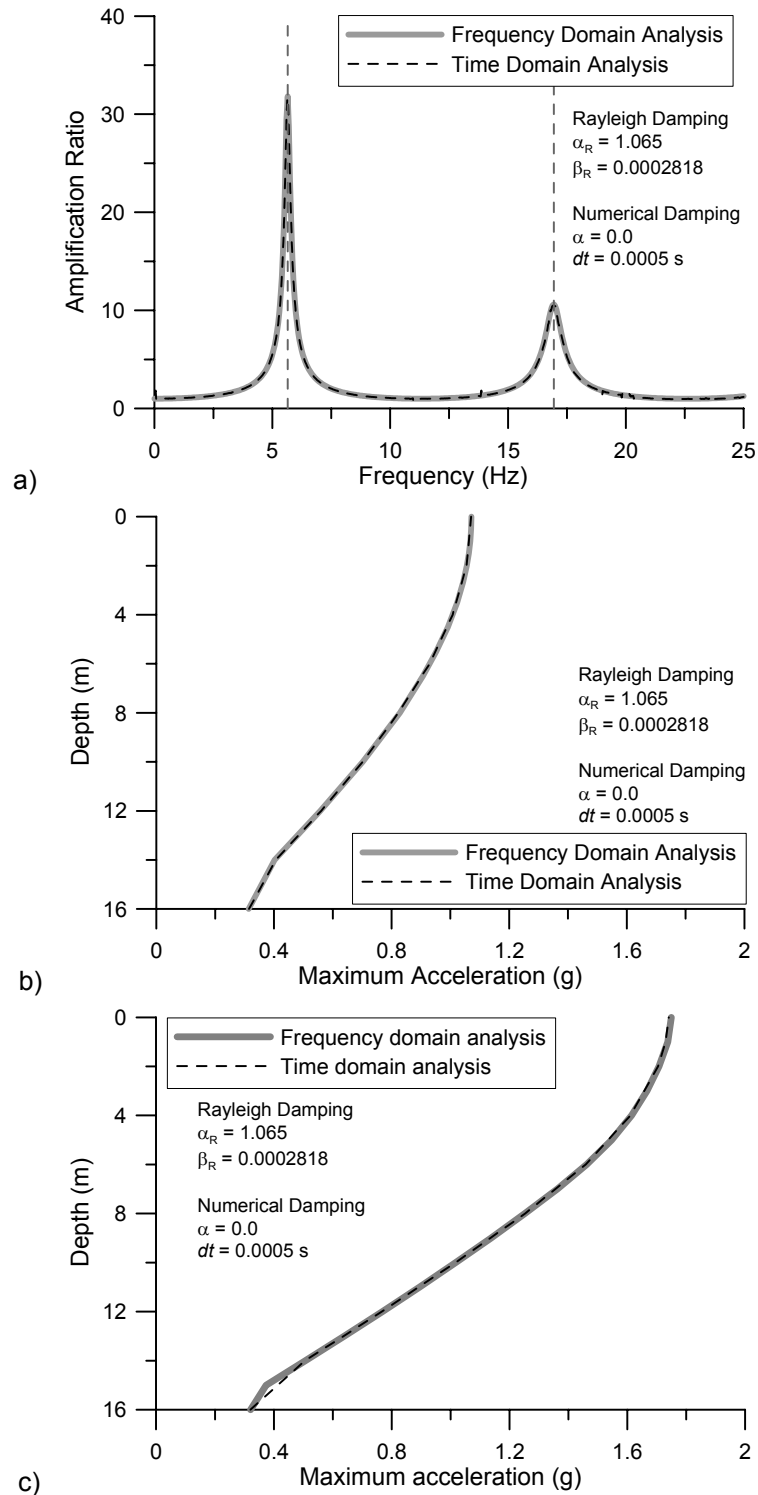 40
Frequency Domain Analysis
Time Domain Analysis
30
Rayleigh Damping
αR = 1.065
βR = 0.0002818
20
Numerical Damping
α = 0.0
dt = 0.0005 s
10
0
Amplification Ratio
0 5 10 15 20 25
Frequency (Hz)
a)
0
4
8
12
16
Depth (m)
Rayleigh Damping
αR = 1.065
βR = 0.0002818
Numerical Damping
α = 0.0
dt = 0.0005 s
Frequency Domain Analysis
Time Domain Analysis
0 0.4 0.8 1.2 1.6 2
Maximum Acceleration (g)
b)
0
4
8
12
16
Depth (m)
Frequency domain analysis
Time domain analysis
Rayleigh Damping
αR = 1.065
βR = 0.0002818
Numerical Damping
α = 0.0
dt = 0.0005 s
0 0.4 0.8 1.2 1.6 2
Maximum acceleration (g)
c)